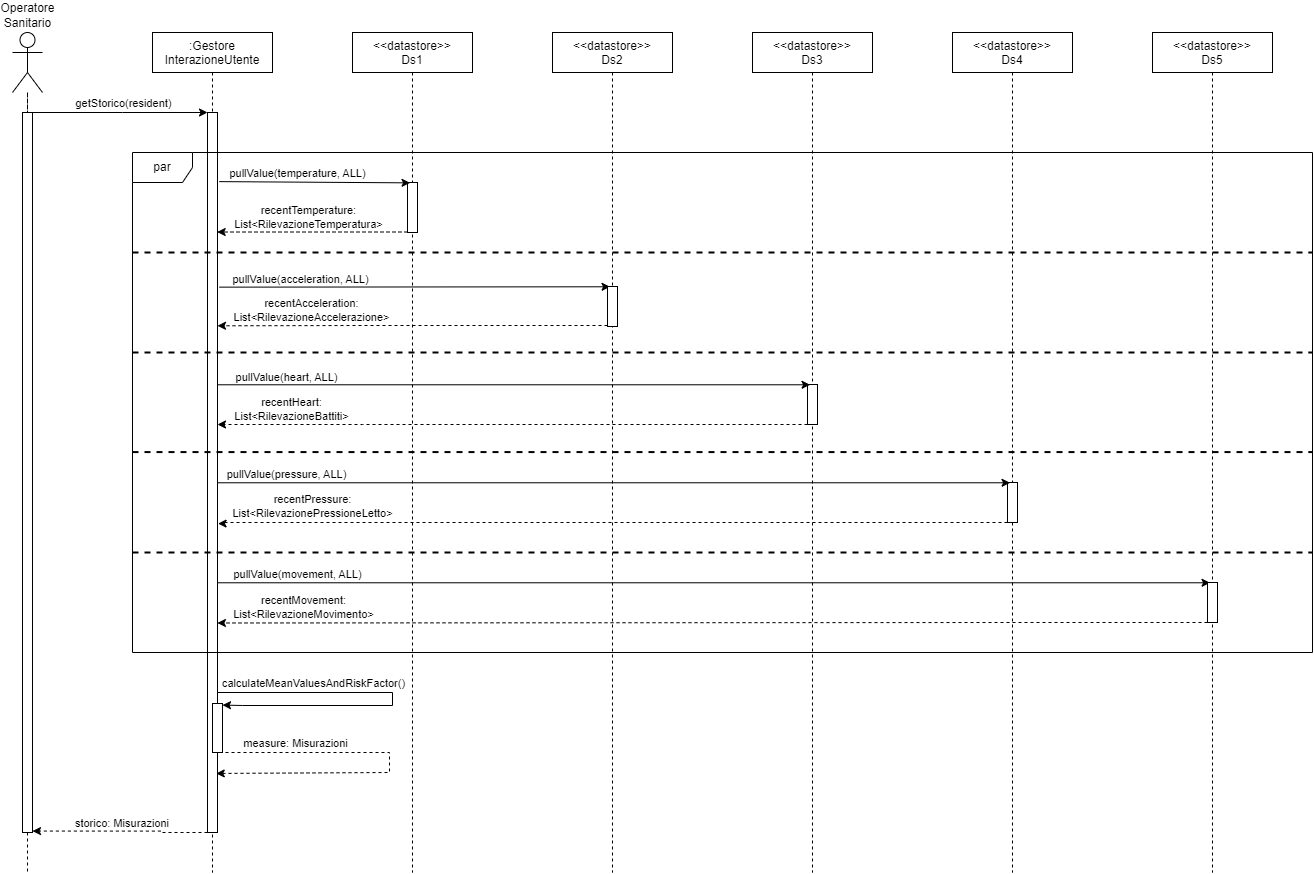 Operatore
Sanitario
:Gestore
InterazioneUtente
<<datastore>>
Ds1
<<datastore>>
Ds2
<<datastore>>
Ds3
<<datastore>>
Ds4
<<datastore>>
Ds5
getStorico(resident)
par
pullValue(temperature, ALL)
recentTemperature:
List<RilevazioneTemperatura>
pullValue(acceleration, ALL)
recentAcceleration:
List<RilevazioneAccelerazione>
pullValue(heart, ALL)
recentHeart:
List<RilevazioneBattiti>
pullValue(pressure, ALL)
recentPressure:
List<RilevazionePressioneLetto>
pullValue(movement, ALL)
recentMovement:
List<RilevazioneMovimento>
calculateMeanValuesAndRiskFactor()
measure: Misurazioni
storico: Misurazioni